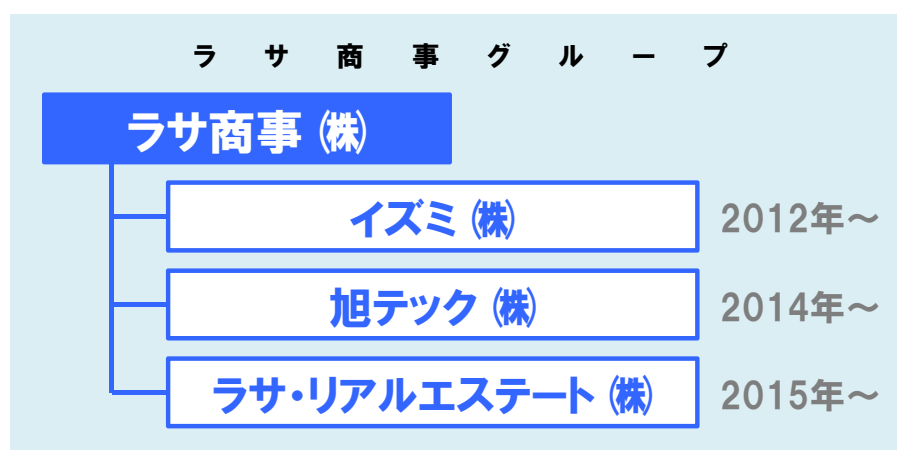 ラサ商事グループ
ラサ商事㈱
イズミ㈱ 2012年～
旭テック㈱ 2014年～
ラサ・リアルエステート㈱ 2015年～